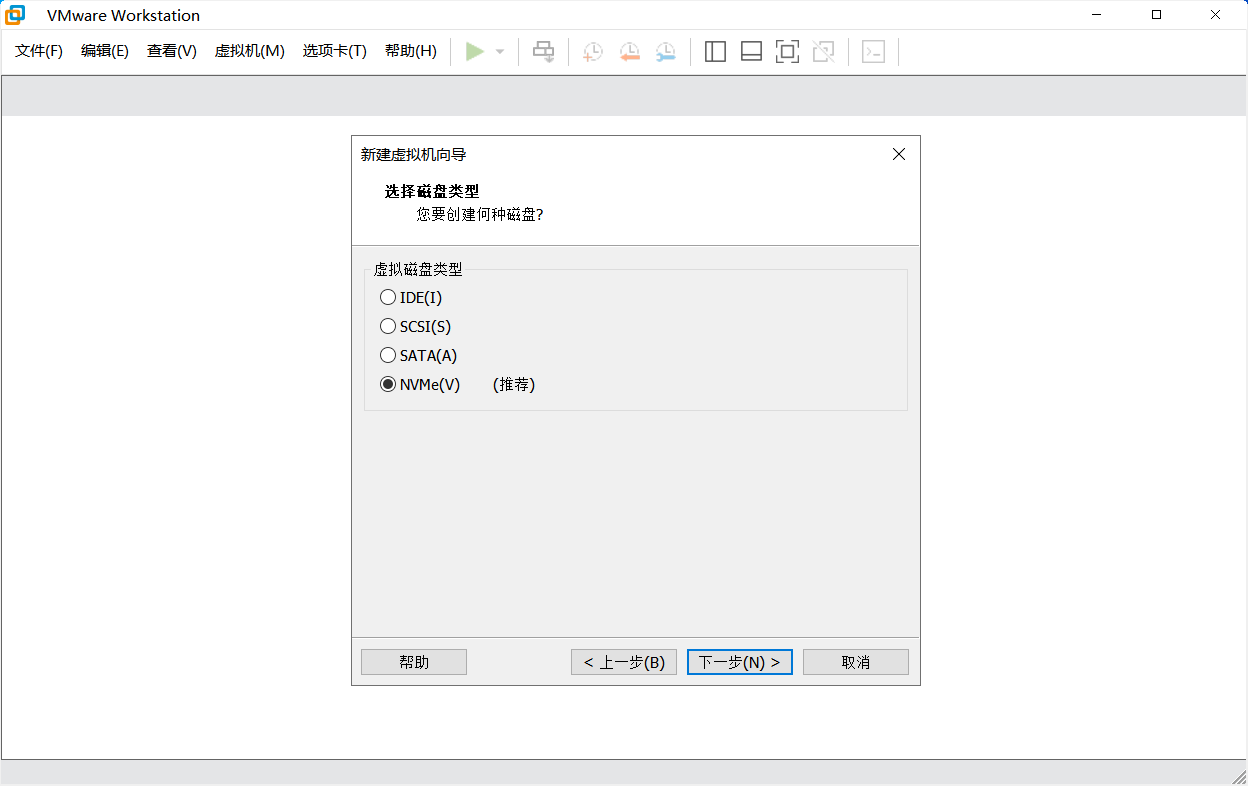 VMware Workstation
文件(F) 编辑(E) 查看(V) 虚拟机(M) 选项卡(T) 帮助(H)
新建虚拟机向导
选择磁盘类型
您要创建何种磁盘?
虚拟磁盘类型
IDE(I)
SCSI(S)
SATA(A)
NVMe(V) (推荐)
帮助 < 上一步(B) 下一步(N) > 取消